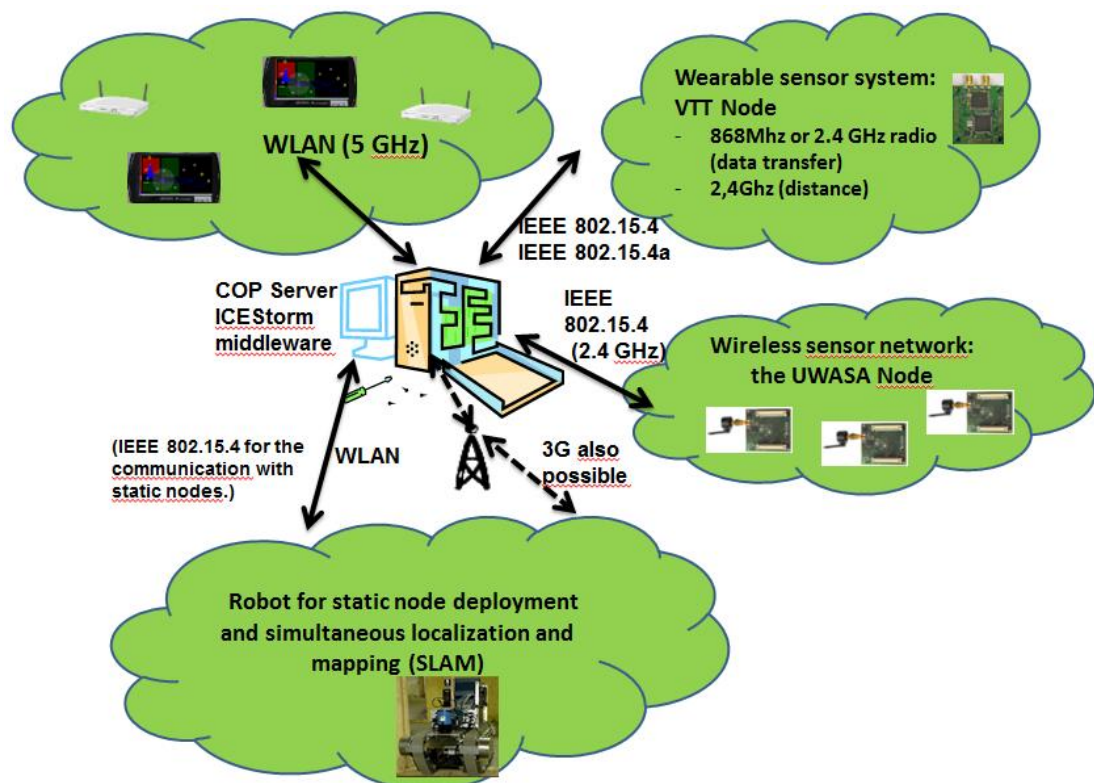 WLAN (5 GHz)
Wearable sensor system:
VTT Node
- 868Mhz or 2.4 GHz radio
(data transfer)
- 2,4Ghz (distance)
IEEE 802.15.4
IEEE 802.15.4a
COP Server
ICEStorm
middleware
IEEE
802.15.4
(2.4 GHz)
Wireless sensor network:
the UWASA Node
(IEEE 802.15.4 for the
communication with
static nodes.)
WLAN
3G also
possible
Robot for static node deployment
and simultaneous localization and
mapping (SLAM)